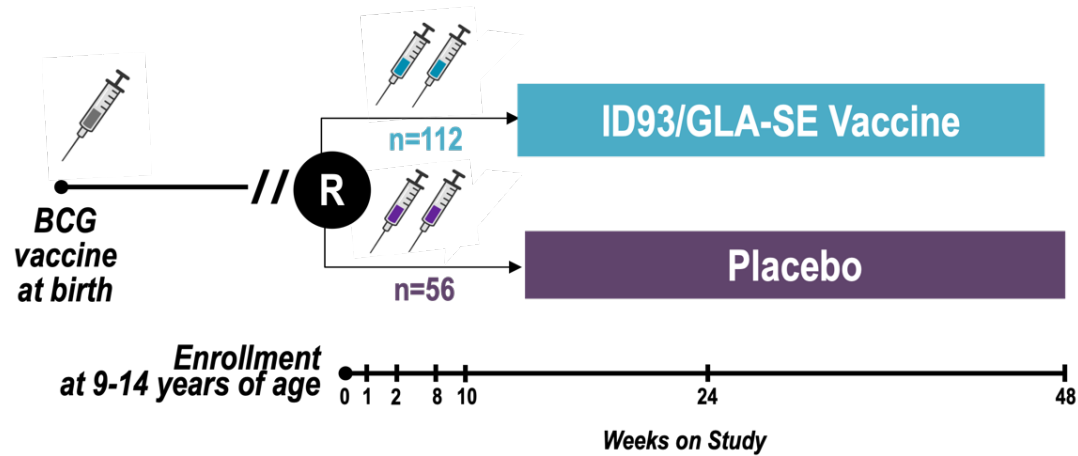 ID93/GLA-SE Vaccine
n=112
//
R
BCG
vaccine
at birth
Placebo
n=56
Enrollment
at 9-14 years of age
0 1 2 8 10 24 48
Weeks on Study